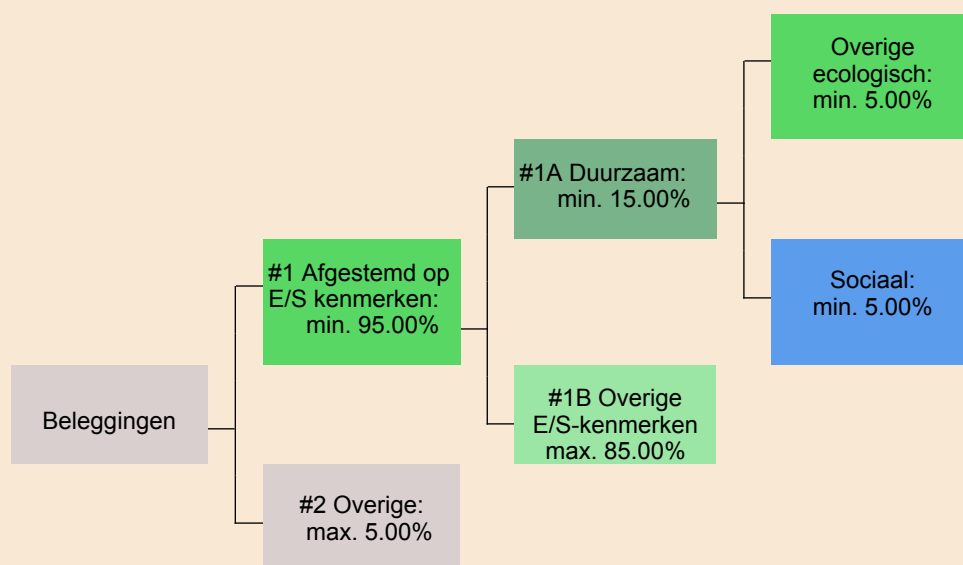 Overige
ecologisch:
min. 5.00%
#1A Duurzaam:
min. 15.00%
#1 Afgestemd op
E/S kenmerken:
min. 95.00%
Sociaal:
min. 5.00%
Beleggingen
#1B Overige
E/S-kenmerken
max. 85.00%
#2 Overige:
max. 5.00%